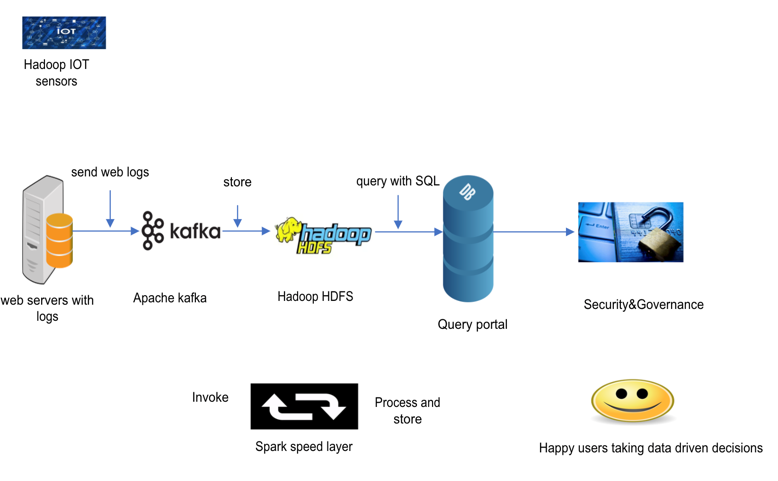 IOT
Hadoop IOT
sensors
send web logs
store
query with SQL
DB
kafka
hadoop
HDFS
web servers with
logs
Apache kafka
Hadoop HDFS
Query portal
Security&Governance
Invoke
Process and
store
Spark speed layer
Happy users taking data driven decisions